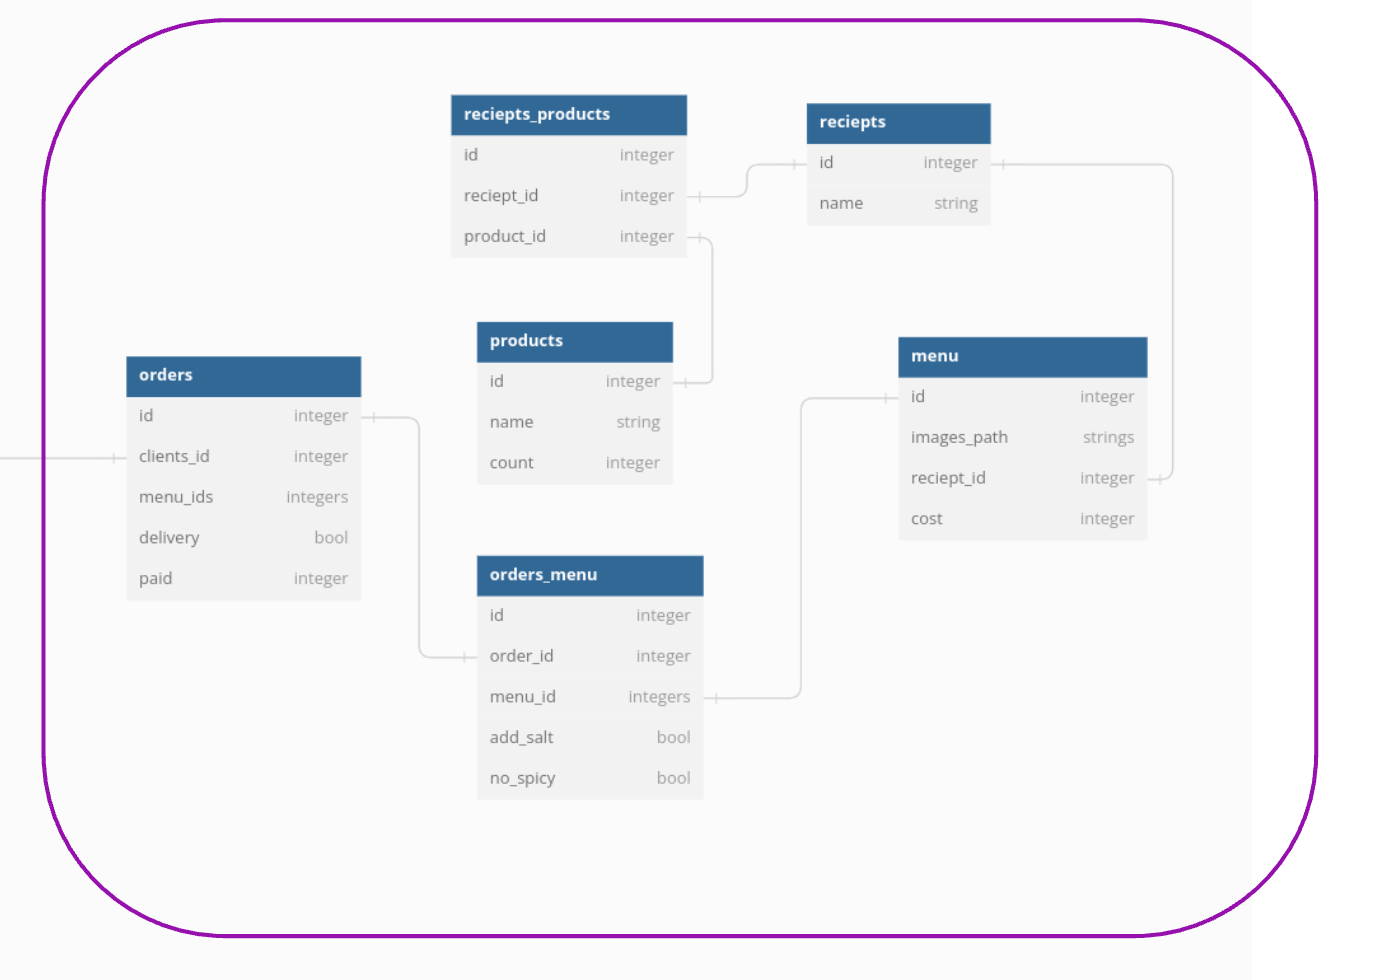 reciepts_products
id integer
reciept_id integer
product_id integer
reciepts
id integer
name string
products
id integer
name string
count integer
menu
id integer
images_path strings
reciept_id integer
cost integer
orders
id integer
clients_id integer
menu_ids integers
delivery bool
paid integer
orders_menu
id integer
order_id integer
menu_id integers
add_salt bool
no_spicy bool